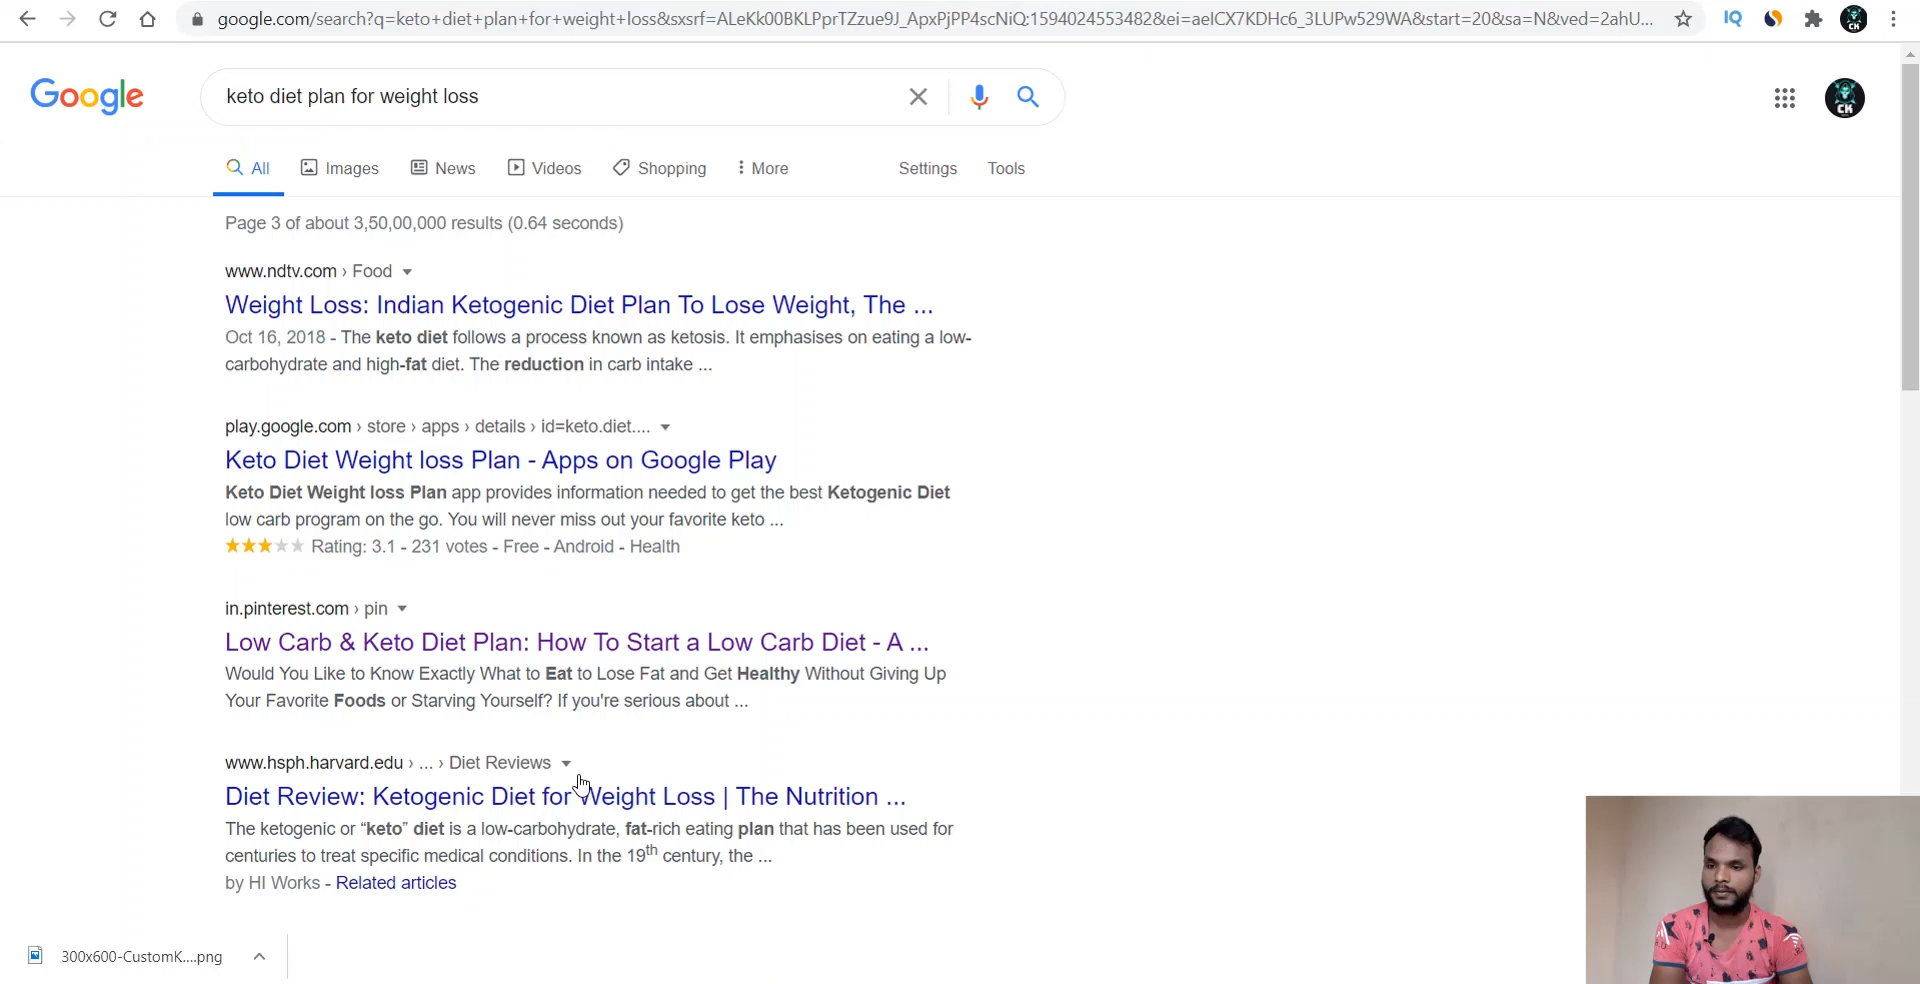 google.com/search?q=keto+diet+plan+for+weight+loss&sxsrf=ALeKk00BKLPprTZzue9J_ApxPjPP4scNiQ:1594024553482&ei=aeICX7KDHc6_3LUPw529WA&start=20&sa=N&ved=2ahU...
IQ
Google
keto diet plan for weight loss
CK
All Images News Videos Shopping More Settings Tools
Page 3 of about 3,50,00,000 results (0.64 seconds)
www.ndtv.com › Food
Weight Loss: Indian Ketogenic Diet Plan To Lose Weight, The ...
Oct 16, 2018 - The keto diet follows a process known as ketosis. It emphasises on eating a low-
carbohydrate and high-fat diet. The reduction in carb intake ...
play.google.com › store › apps › details › id=keto.diet....
Keto Diet Weight loss Plan - Apps on Google Play
Keto Diet Weight loss Plan app provides information needed to get the best Ketogenic Diet
low carb program on the go. You will never miss out your favorite keto ...
Rating: 3.1 - 231 votes - Free - Android - Health
in.pinterest.com › pin
Low Carb & Keto Diet Plan: How To Start a Low Carb Diet - A ...
Would You Like to Know Exactly What to Eat to Lose Fat and Get Healthy Without Giving Up
Your Favorite Foods or Starving Yourself? If you're serious about ...
www.hsph.harvard.edu › ... › Diet Reviews
Diet Review: Ketogenic Diet for Weight Loss | The Nutrition ...
The ketogenic or “keto” diet is a low-carbohydrate, fat-rich eating plan that has been used for
centuries to treat specific medical conditions. In the 19th century, the ...
by HI Works - Related articles
300x600-CustomK....png